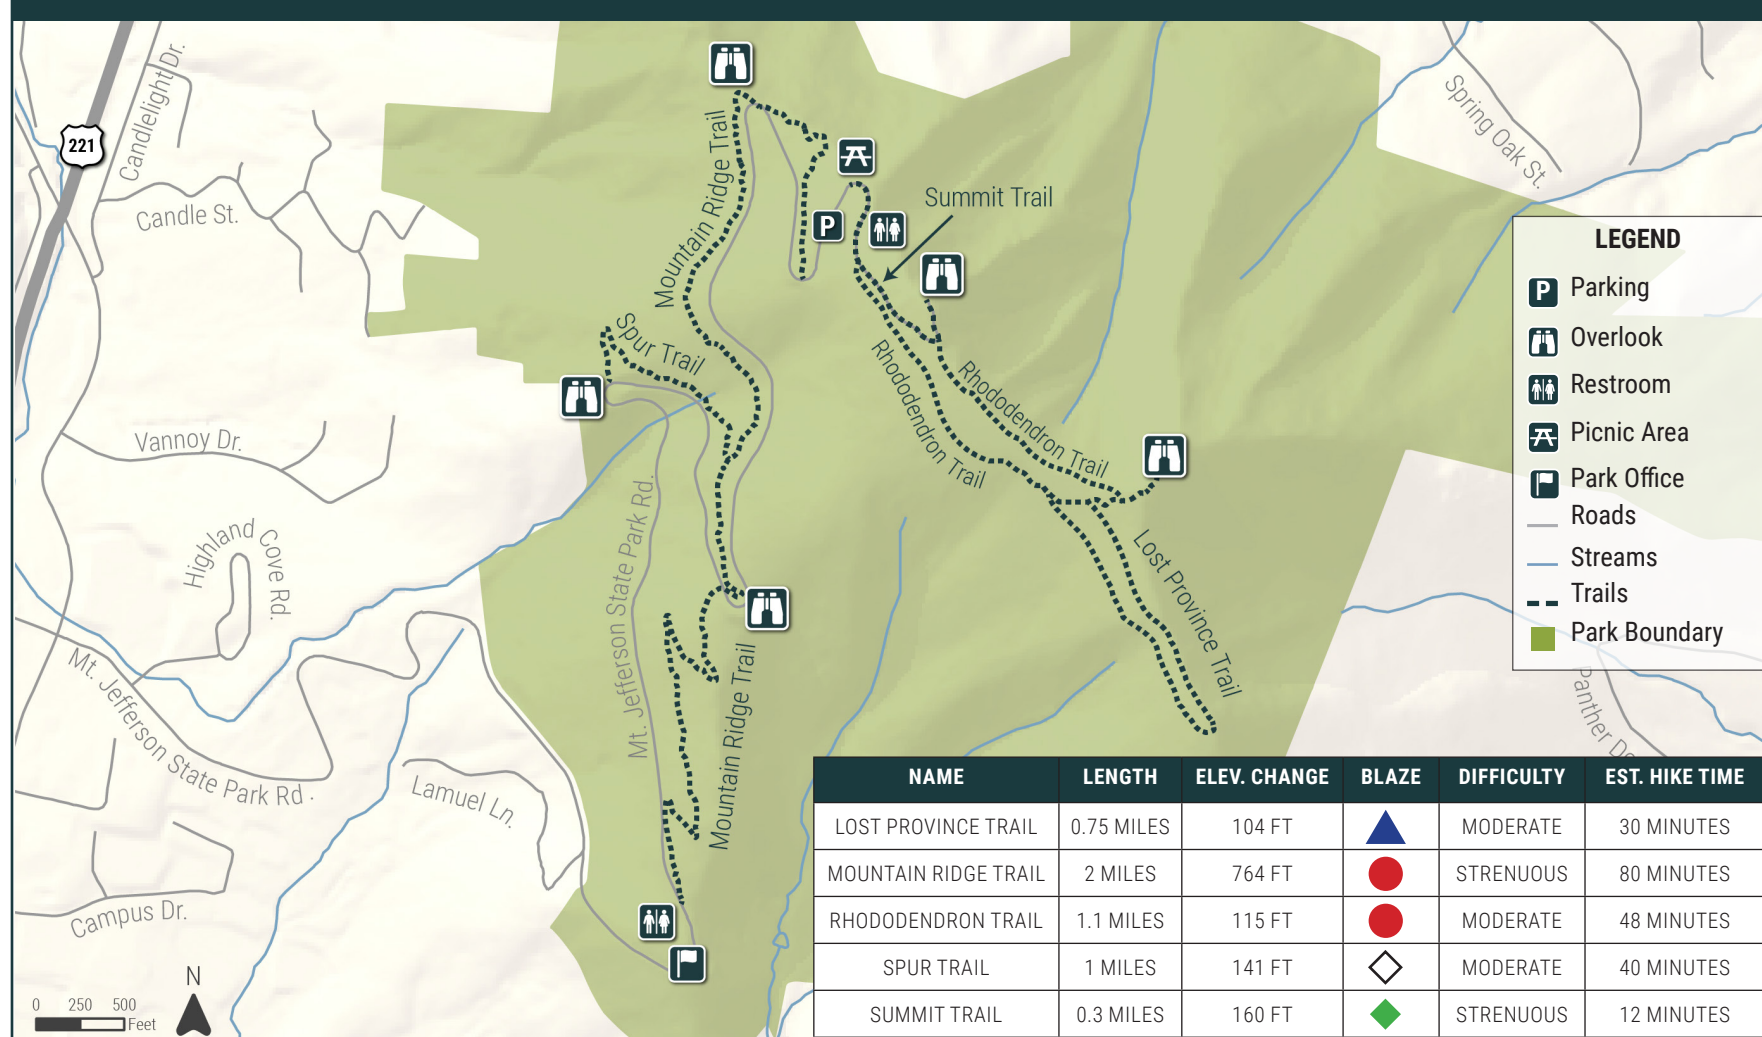 221
Candlelight Dr.
Candle St.
Mountain Ridge Trail
Spur Trail
Summit Trail
P
Spring Oak St.
Rhododendron Trail
Rhododendron Trail
Vannoy Dr.
Highland Cove Rd.
Mt. Jefferson State Park Rd.
Lost Province Trail
Mountain Ridge Trail
Mt. Jefferson State Park Rd.
Lamuel Ln.
Campus Dr.
Panther
N
0 250 500
Feet
LEGEND
P Parking
Overlook
Restroom
Picnic Area
Park Office
Roads
Streams
Trails
Park Boundary
NAME LENGTH ELEV. CHANGE BLAZE DIFFICULTY EST. HIKE TIME
LOST PROVINCE TRAIL 0.75 MILES 104 FT MODERATE 30 MINUTES
MOUNTAIN RIDGE TRAIL 2 MILES 764 FT STRENUOUS 80 MINUTES
RHODODENDRON TRAIL 1.1 MILES 115 FT MODERATE 48 MINUTES
SPUR TRAIL 1 MILES 141 FT MODERATE 40 MINUTES
SUMMIT TRAIL 0.3 MILES 160 FT STRENUOUS 12 MINUTES